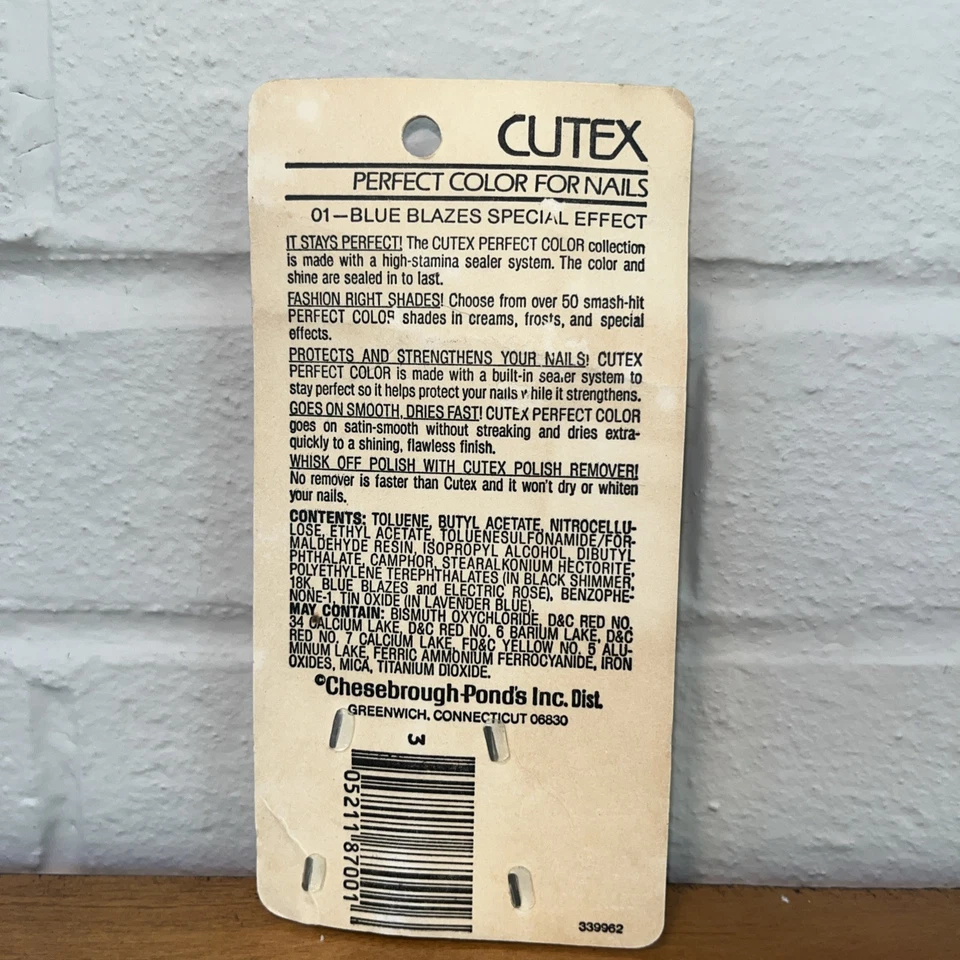 CUTEX
PERFECT COLOR FOR NAILS
01—BLUE BLAZES SPECIAL EFFECT
IT STAYS PERFECT! The CUTEX PERFECT COLOR collection
is made with a high-stamina sealer system. The color and
shine are sealed in to last.
FASHION RIGHT SHADES! Choose from over 50 smash-hit
PERFECT COLOR shades in creams, frosts, and special
effects.
PROTECTS AND STRENGTHENS YOUR NAILS! CUTEX
PERFECT COLOR is made with a built-in sealer system to
stay perfect so it helps protect your nails while it strengthens.
GOES ON SMOOTH, DRIES FAST! CUTEX PERFECT COLOR
goes on satin-smooth without streaking and dries extra-
quickly to a shining, flawless finish.
WHISK OFF POLISH WITH CUTEX POLISH REMOVER!
No remover is faster than Cutex and it won't dry or whiten
your nails.
CONTENTS: TOLUENE, BUTYL ACETATE, NITROCELLU-
LOSE, ETHYL ACETATE, TOLUENESULFONAMIDE/FOR-
MALDEHYDE RESIN, ISOPROPYL ALCOHOL, DIBUTYL
PHTHALATE, CAMPHOR, STEARALKONIUM HECTORITE,
POLYETHYLENE TEREPHTHALATES (IN BLACK SHIMMER,
18K, BLUE BLAZES and ELECTRIC ROSE), BENZOPHE-
NONE-1, TIN OXIDE (IN LAVENDER BLUE).
MAY CONTAIN: BISMUTH OXYCHLORIDE, D&C RED NO.
34 CALCIUM LAKE, D&C RED NO. 6 BARIUM LAKE, D&C
RED NO. 7 CALCIUM LAKE, FD&C YELLOW NO. 5 ALU-
MINUM LAKE, FERRIC AMMONIUM FERROCYANIDE, IRON
OXIDES, MICA, TITANIUM DIOXIDE.
©Chesebrough-Pond's Inc. Dist.
GREENWICH, CONNECTICUT 06830
3
0521187001
339962